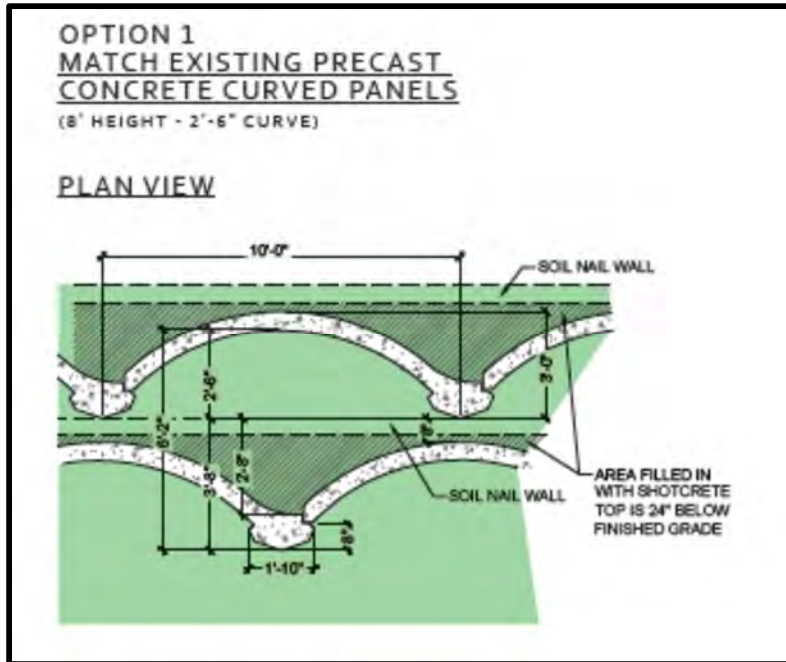 OPTION 1
MATCH EXISTING PRECAST
CONCRETE CURVED PANELS
(8' HEIGHT - 2'-6" CURVE)
PLAN VIEW
10'-0"
SOIL NAIL WALL
2'-6"
3'-0"
6'-2"
3'-8"
2'-8"
SOIL NAIL WALL
AREA FILLED IN
WITH SHOTCRETE
TOP IS 24" BELOW
FINISHED GRADE
8"
1'-10"